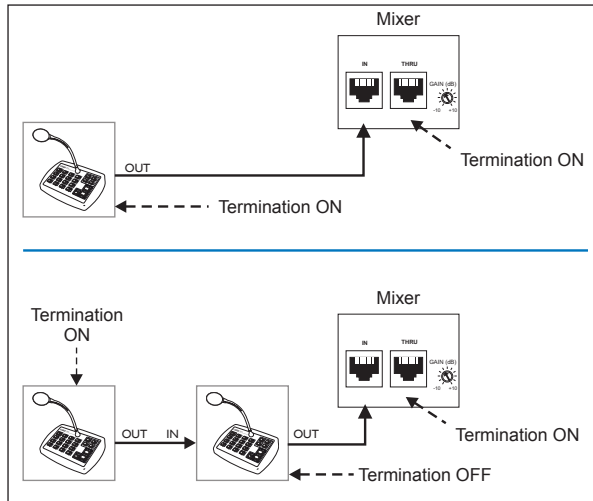 Mixer
IN THRU
GAIN (dB)
-10 +10
OUT
Termination ON
Termination ON
Mixer
Termination
ON
IN THRU
GAIN (dB)
-10 +10
OUT IN OUT
Termination ON
Termination OFF